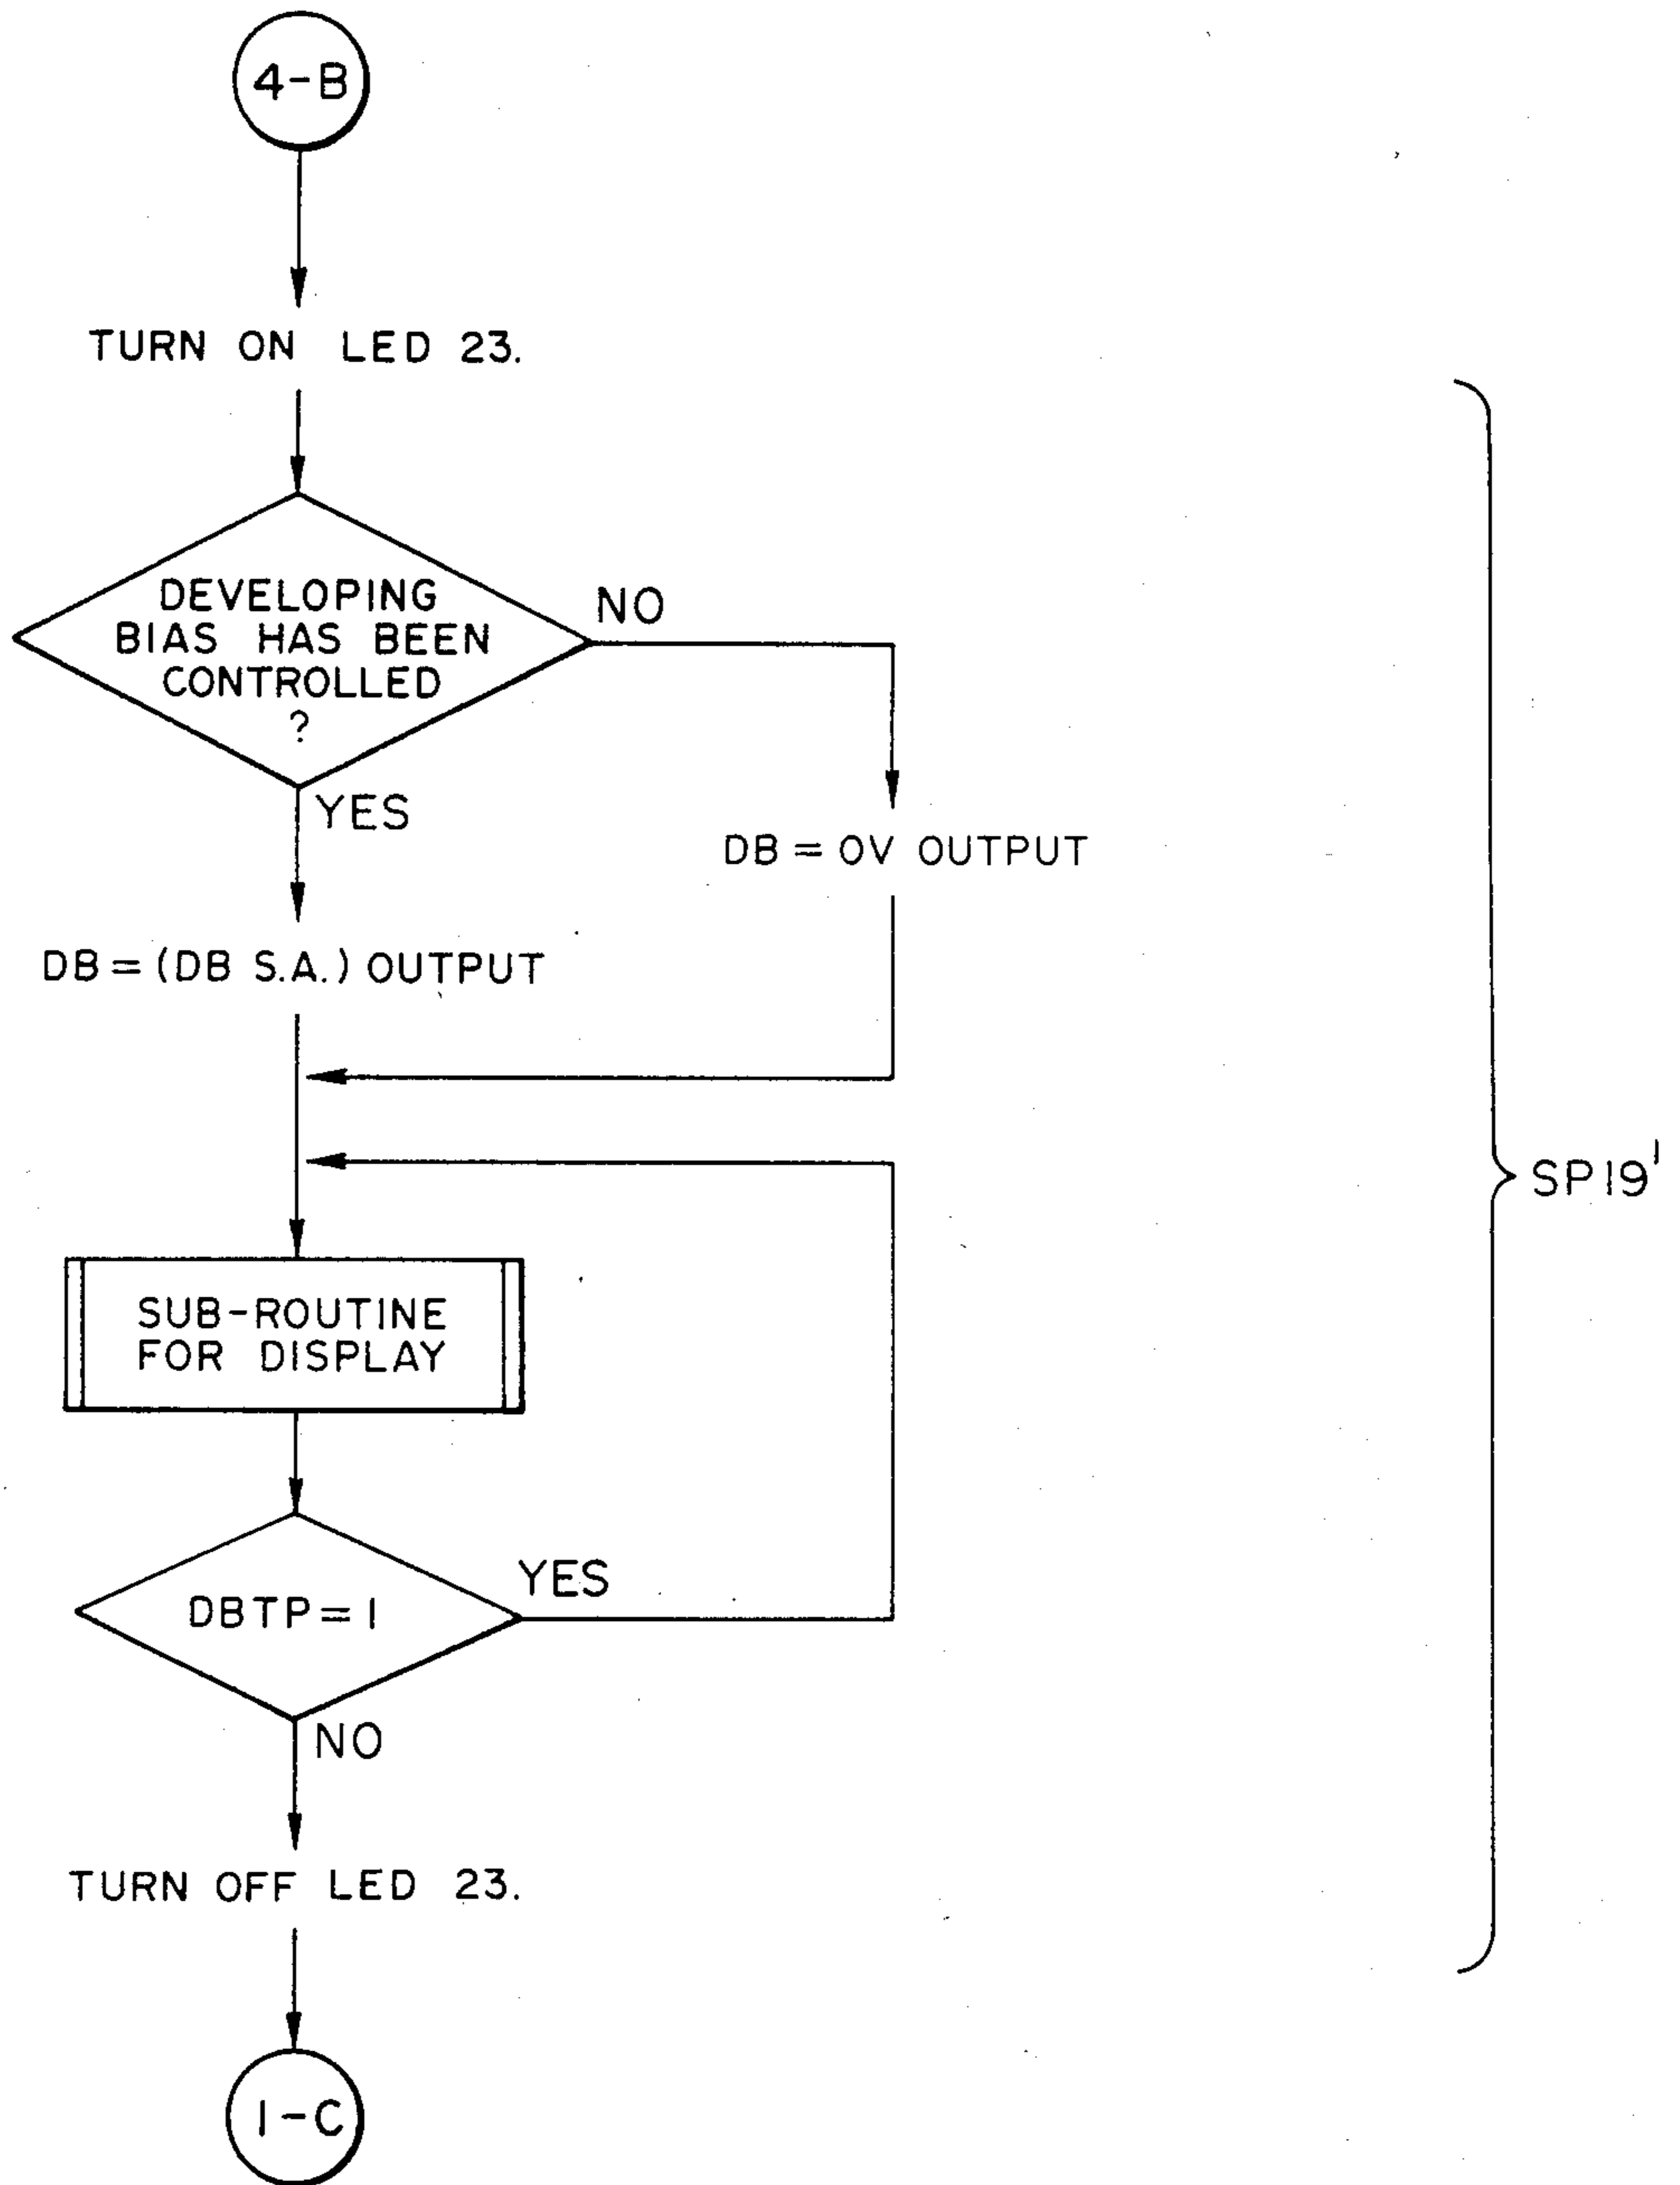 4-B
TURN ON LED 23.
DEVELOPING
BIAS HAS BEEN
CONTROLLED
?
NO
YES
DB = 0V OUTPUT
DB = (DB S.A.) OUTPUT
SP19'
SUB-ROUTINE
FOR DISPLAY
DBTP = 1
YES
NO
TURN OFF LED 23.
1-C